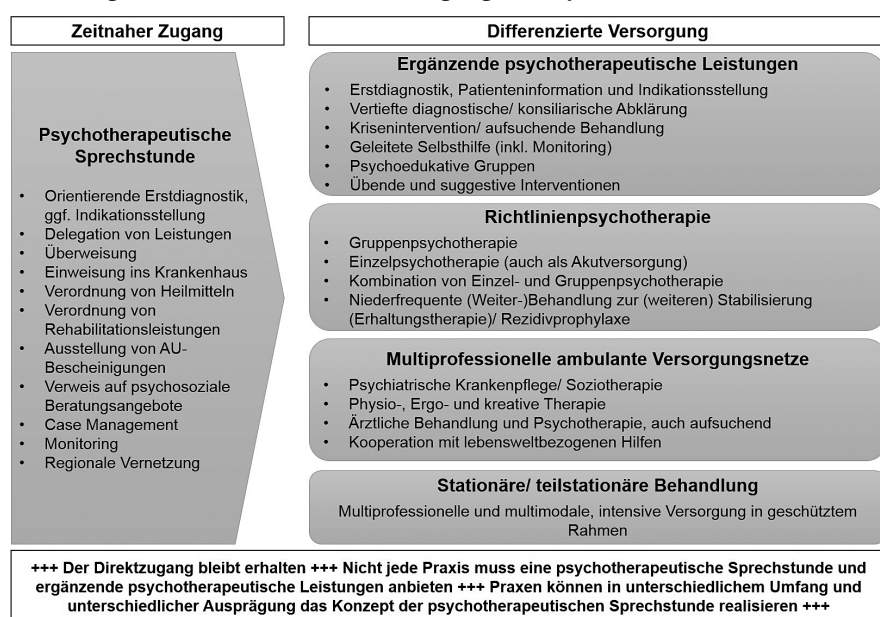 Zeitnaher Zugang
Differenzierte Versorgung
Psychotherapeutische
Sprechstunde
• Orientierende Erstdiagnostik,
ggf. Indikationsstellung
• Delegation von Leistungen
• Überweisung
• Einweisung ins Krankenhaus
• Verordnung von Heilmitteln
• Verordnung von
Rehabilitationsleistungen
• Ausstellung von AU-
Bescheinigungen
• Verweis auf psychosoziale
Beratungsangebote
• Case Management
• Monitoring
• Regionale Vernetzung
Ergänzende psychotherapeutische Leistungen
• Erstdiagnostik, Patienteninformation und Indikationsstellung
• Vertiefte diagnostische/ konsiliarische Abklärung
• Krisenintervention/ aufsuchende Behandlung
• Geleitete Selbsthilfe (inkl. Monitoring)
• Psychoedukative Gruppen
• Übende und suggestive Interventionen
Richtlinienpsychotherapie
• Gruppenpsychotherapie
• Einzelpsychotherapie (auch als Akutversorgung)
• Kombination von Einzel- und Gruppenpsychotherapie
• Niederfrequente (Weiter-)Behandlung zur (weiteren) Stabilisierung
(Erhaltungstherapie)/ Rezidivprophylaxe
Multiprofessionelle ambulante Versorgungsnetze
• Psychiatrische Krankenpflege/ Soziotherapie
• Physio-, Ergo- und kreative Therapie
• Ärztliche Behandlung und Psychotherapie, auch aufsuchend
• Kooperation mit lebensweltbezogenen Hilfen
Stationäre/ teilstationäre Behandlung
Multiprofessionelle und multimodale, intensive Versorgung in geschütztem
Rahmen
+++ Der Direktzugang bleibt erhalten +++ Nicht jede Praxis muss eine psychotherapeutische Sprechstunde und
ergänzende psychotherapeutische Leistungen anbieten +++ Praxen können in unterschiedlichem Umfang und
unterschiedlicher Ausprägung das Konzept der psychotherapeutischen Sprechstunde realisieren +++